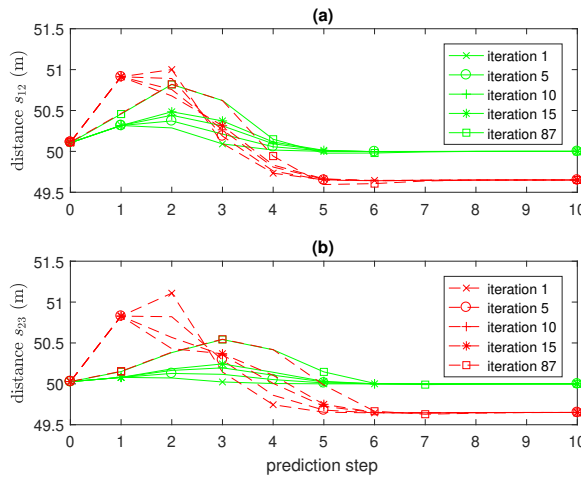 (a)
distance s12 (m)
51.5
51
50.5
50
49.5
iteration 1
iteration 5
iteration 10
iteration 15
iteration 87
0 1 2 3 4 5 6 7 8 9 10
(b)
distance s23 (m)
51.5
51
50.5
50
49.5
iteration 1
iteration 5
iteration 10
iteration 15
iteration 87
0 1 2 3 4 5 6 7 8 9 10
prediction step